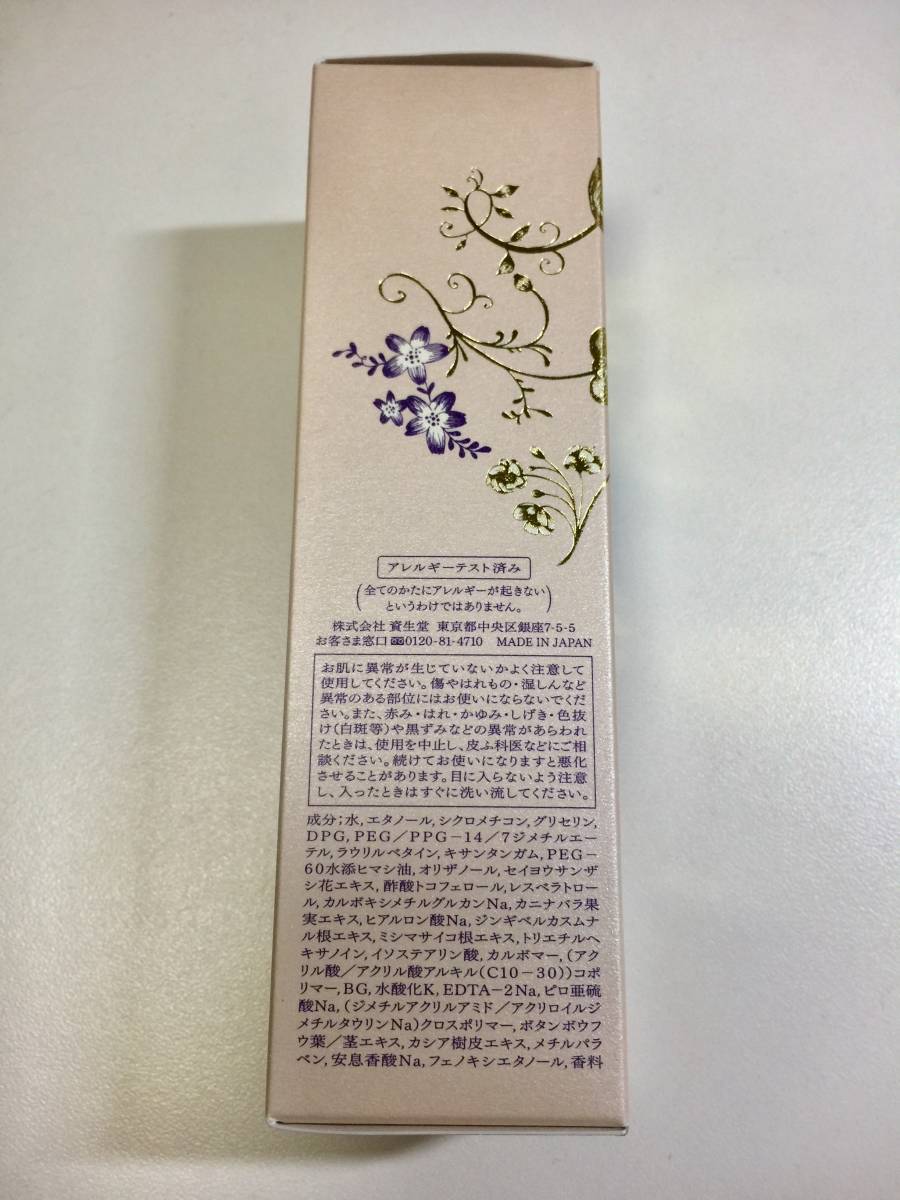 アレルギーテスト済み
(全てのかたにアレルギーが起きない
というわけではありません。)
株式会社 資生堂 東京都中央区銀座7-5-5
お客さま窓口 0120-81-4710 MADE IN JAPAN
お肌に異常が生じていないかよく注意して
使用してください。傷やはれもの・湿しんなど
異常のある部位にはお使いにならないでくだ
さい。また、赤み・はれ・かゆみ・しげき・色抜
け(白斑等)や黒ずみなどの異常があらわれ
たときは、使用を中止し、皮ふ科医などにご相
談ください。続けてお使いになりますと悪化
させることがあります。目に入らないよう注意
し、入ったときはすぐに洗い流してください。
成分;水,エタノール,シクロメチコン,グリセリン,
DPG,PEG/PPG-14/7ジメチルエー
テル,ラウリルベタイン,キサンタンガム,PEG-
60水添ヒマシ油,オリザノール,セイヨウサンザ
シ花エキス,酢酸トコフェロール,レスベラトロー
ル,カルボキシメチルグルカンNa,カニナバラ果
実エキス,ヒアルロン酸Na,ジンギベルカスムナ
ル根エキス,ミシマサイコ根エキス,トリエチルヘ
キサノイン,イソステアリン酸,カルボマー,(アク
リル酸/アクリル酸アルキル(C10-30))コポ
リマー,BG,水酸化K,EDTA-2Na,ピロ亜硫
酸Na,(ジメチルアクリルアミド/アクリロイルジ
メチルタウリンNa)クロスポリマー,ボタンボウフ
ウ葉/茎エキス,カシア樹皮エキス,メチルパラ
ベン,安息香酸Na,フェノキシエタノール,香料